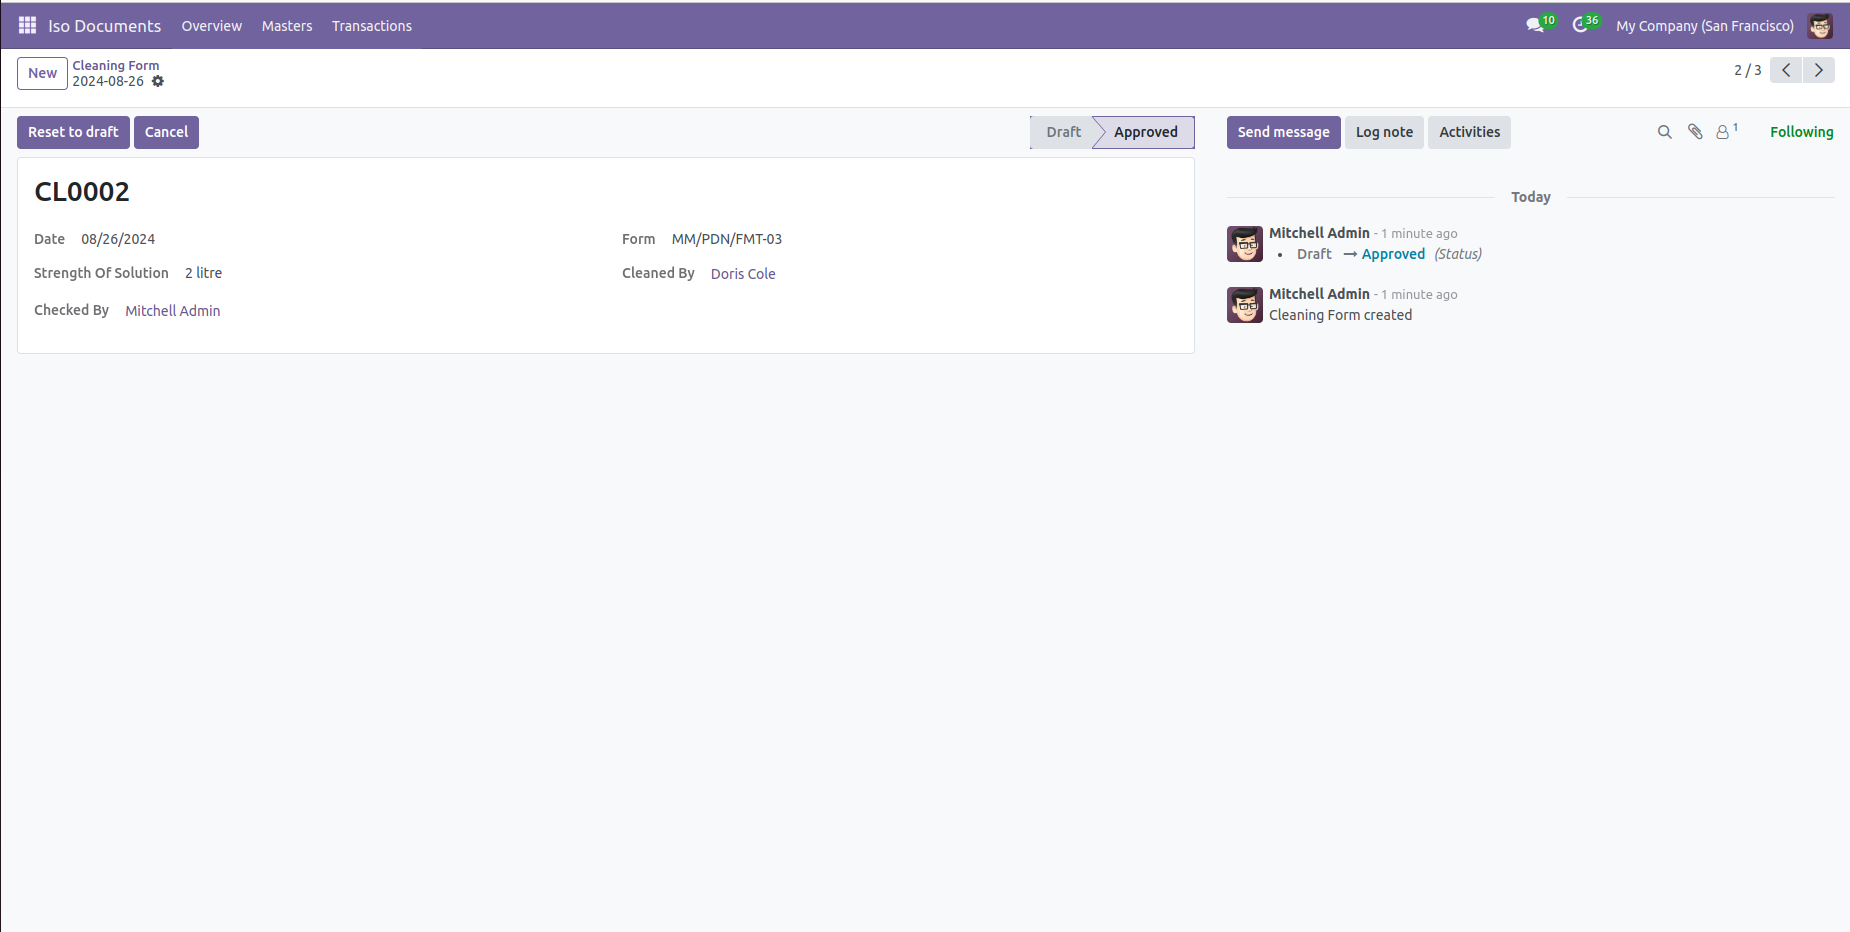 Iso Documents Overview Masters Transactions 10 36 My Company (San Francisco)
New Cleaning Form 2 / 3
2024-08-26
Reset to draft Cancel Draft Approved Send message Log note Activities 1 Following
CL0002
Date 08/26/2024 Form MM/PDN/FMT-03
Strength Of Solution 2 litre Cleaned By Doris Cole
Checked By Mitchell Admin
Today
Mitchell Admin - 1 minute ago
• Draft → Approved (Status)
Mitchell Admin - 1 minute ago
Cleaning Form created